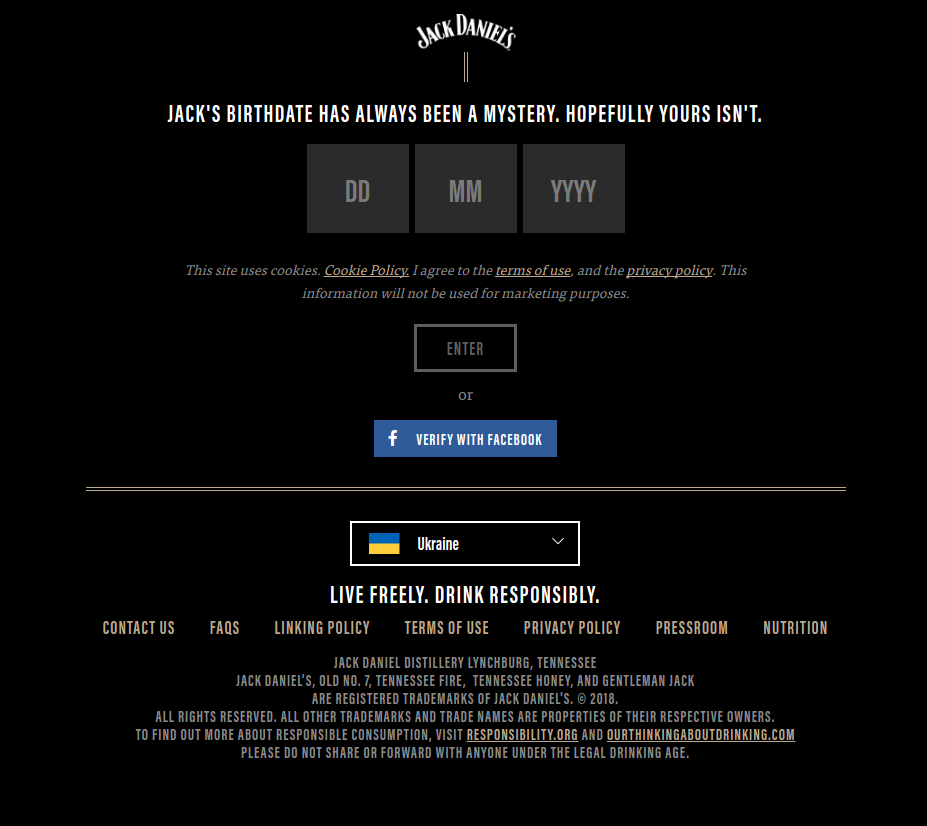 JACK DANIEL'S
JACK'S BIRTHDATE HAS ALWAYS BEEN A MYSTERY. HOPEFULLY YOURS ISN'T.
DD MM YYYY
This site uses cookies. Cookie Policy. I agree to the terms of use, and the privacy policy. This
information will not be used for marketing purposes.
ENTER
or
f VERIFY WITH FACEBOOK
Ukraine
LIVE FREELY. DRINK RESPONSIBLY.
CONTACT US FAQS LINKING POLICY TERMS OF USE PRIVACY POLICY PRESSROOM NUTRITION
JACK DANIEL DISTILLERY LYNCHBURG, TENNESSEE
JACK DANIEL'S, OLD NO. 7, TENNESSEE FIRE, TENNESSEE HONEY, AND GENTLEMAN JACK
ARE REGISTERED TRADEMARKS OF JACK DANIEL'S. © 2018.
ALL RIGHTS RESERVED. ALL OTHER TRADEMARKS AND TRADE NAMES ARE PROPERTIES OF THEIR RESPECTIVE OWNERS.
TO FIND OUT MORE ABOUT RESPONSIBLE CONSUMPTION, VISIT RESPONSIBILITY.ORG AND OURTHINKINGABOUTDRINKING.COM
PLEASE DO NOT SHARE OR FORWARD WITH ANYONE UNDER THE LEGAL DRINKING AGE.